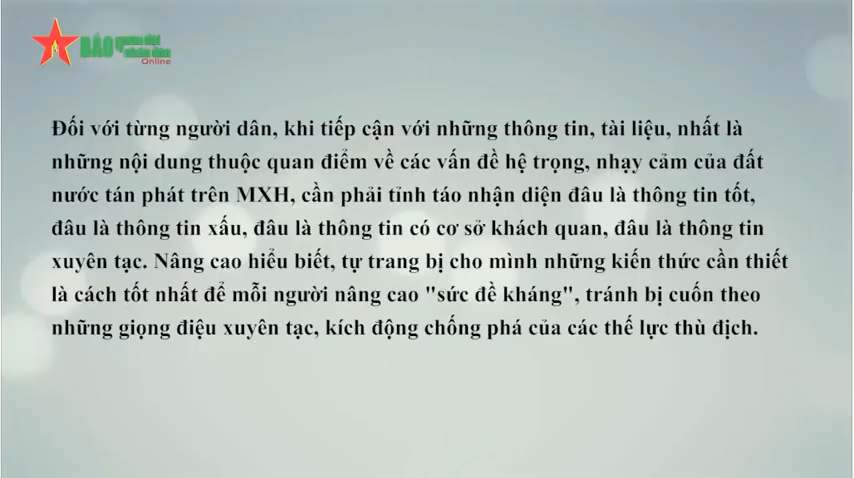 BÁO QUÂN ĐỘI
NHÂN DÂN
Online
Đối với từng người dân, khi tiếp cận với những thông tin, tài liệu, nhất là
những nội dung thuộc quan điểm về các vấn đề hệ trọng, nhạy cảm của đất
nước tán phát trên MXH, cần phải tỉnh táo nhận diện đâu là thông tin tốt,
đâu là thông tin xấu, đâu là thông tin có cơ sở khách quan, đâu là thông tin
xuyên tạc. Nâng cao hiểu biết, tự trang bị cho mình những kiến thức cần thiết
là cách tốt nhất để mỗi người nâng cao "sức đề kháng", tránh bị cuốn theo
những giọng điệu xuyên tạc, kích động chống phá của các thế lực thù địch.